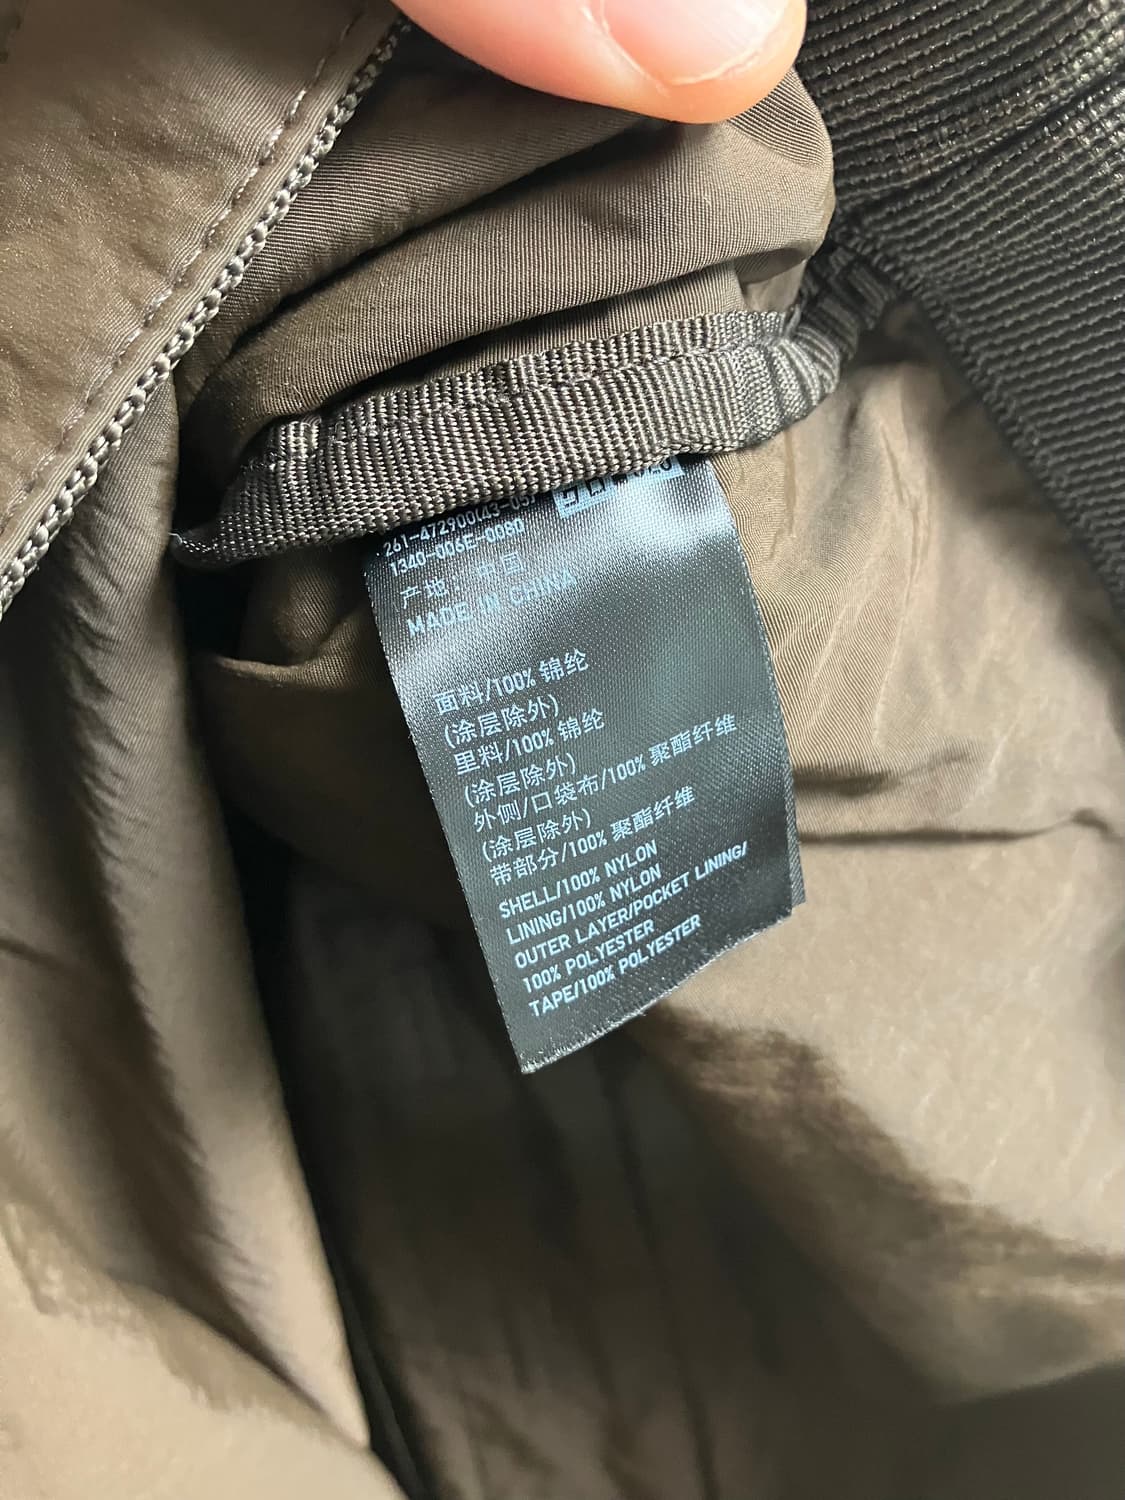 261-472900(43-05)
1340-006E-0080
产地：中国
MADE IN CHINA
面料/100% 锦纶
(涂层除外)
里料/100% 锦纶
(涂层除外)
外侧/口袋布/100% 聚酯纤维
(涂层除外)
带部分/100% 聚酯纤维
SHELL/100% NYLON
LINING/100% NYLON
OUTER LAYER/POCKET LINING/
100% POLYESTER
TAPE/100% POLYESTER